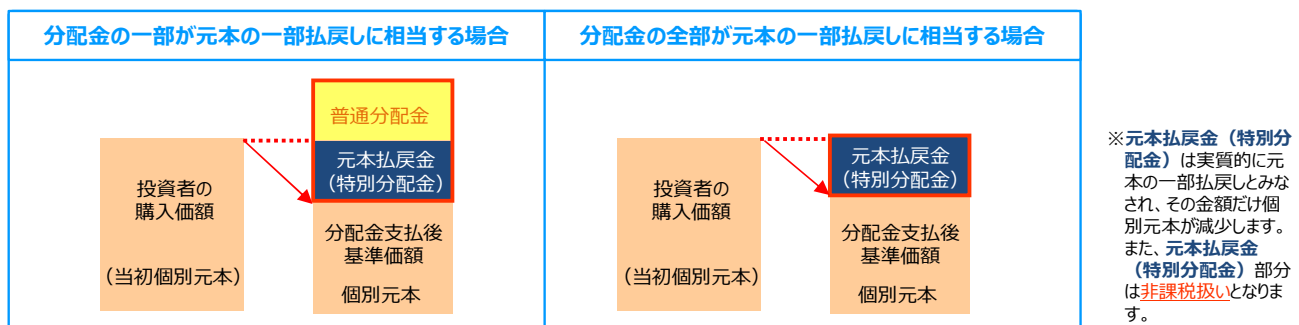 分配金の一部が元本の一部払戻しに相当する場合
普通分配金
元本払戻金
（特別分配金）
投資者の
購入価額
（当初個別元本）
分配金支払後
基準価額
個別元本
分配金の全部が元本の一部払戻しに相当する場合
元本払戻金
（特別分配金）
投資者の
購入価額
（当初個別元本）
分配金支払後
基準価額
個別元本
※元本払戻金（特別分
配金）は実質的に元
本の一部払戻しとみな
され、その金額だけ個
別元本が減少します。
また、元本払戻金
（特別分配金）部分
は非課税扱いとなりま
す。